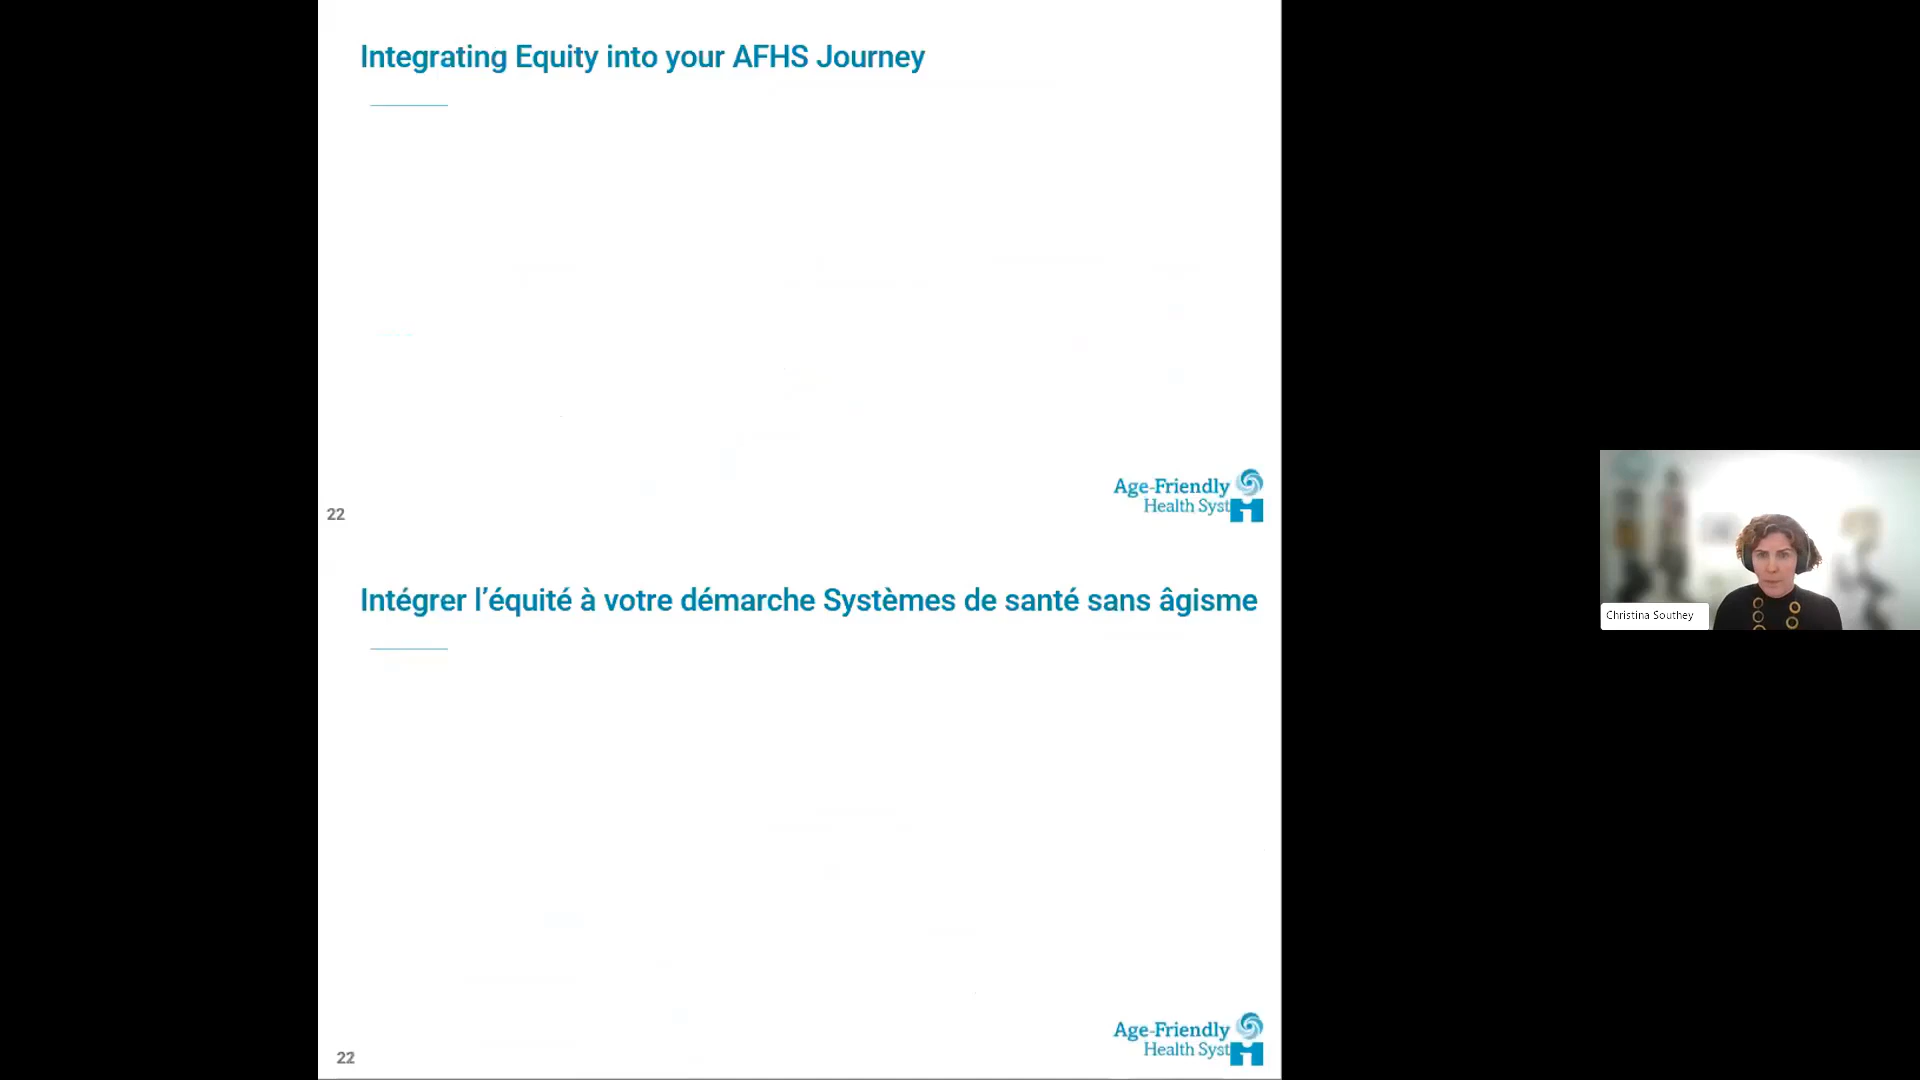 Integrating Equity into your AFHS Journey
Age-Friendly
Health Syst
22
Intégrer l’équité à votre démarche Systèmes de santé sans âgisme
Age-Friendly
Health Syst
22
Christina Southey